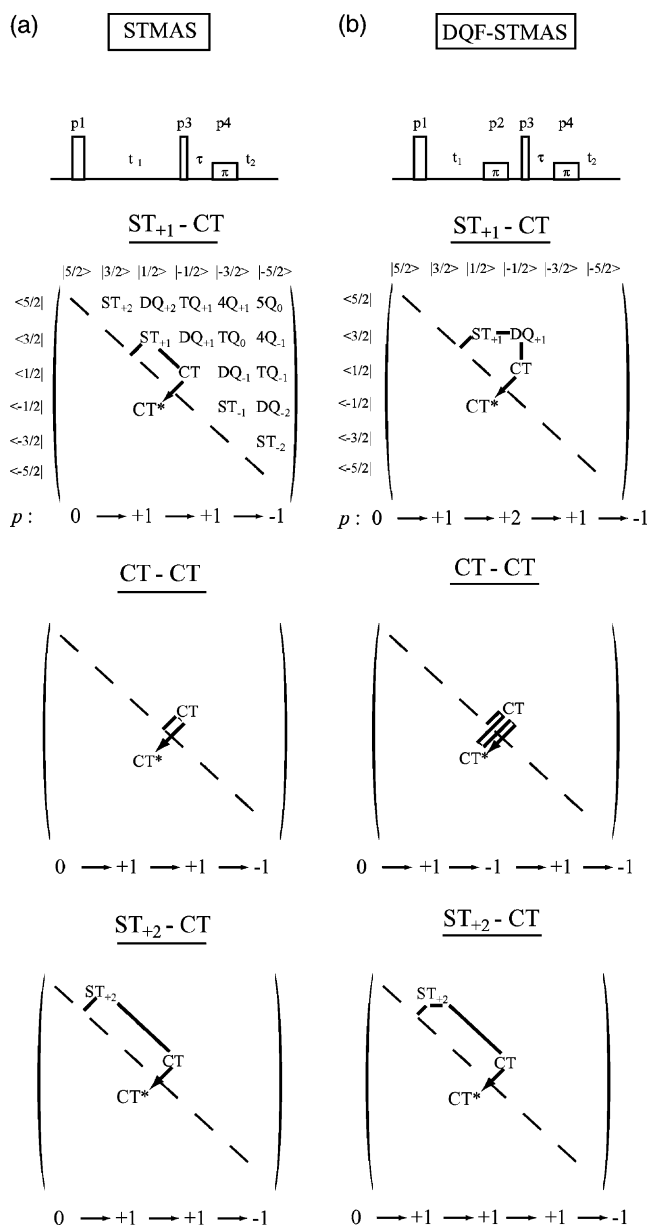 (a) STMAS
(b) DQF-STMAS
p1 p3 p4
t₁ τ π t₂
p1 p2 p3 p4
t₁ π τ π t₂
ST₊₁ - CT
|5/2> |3/2> |1/2> |-1/2> |-3/2> |-5/2>
<5/2| ST₊₂ DQ₊₂ TQ₊₁ 4Q₊₁ 5Q₀
<3/2| ST₊₁ DQ₊₁ TQ₀ 4Q₋₁
<1/2| CT DQ₋₁ TQ₋₁
<-1/2| CT* ST₋₁ DQ₋₂
<-3/2| ST₋₂
<-5/2|
p : 0 → +1 → +1 → -1
ST₊₁ - CT
|5/2> |3/2> |1/2> |-1/2> |-3/2> |-5/2>
<5/2|
<3/2| ST₊₁ DQ₊₁
<1/2| CT
<-1/2| CT*
<-3/2|
<-5/2|
p : 0 → +1 → +2 → +1 → -1
CT - CT
CT
CT*
0 → +1 → +1 → -1
CT - CT
CT
CT*
0 → +1 → -1 → +1 → -1
ST₊₂ - CT
ST₊₂
CT
CT*
0 → +1 → +1 → -1
ST₊₂ - CT
ST₊₂
CT
CT*
0 → +1 → +1 → +1 → -1